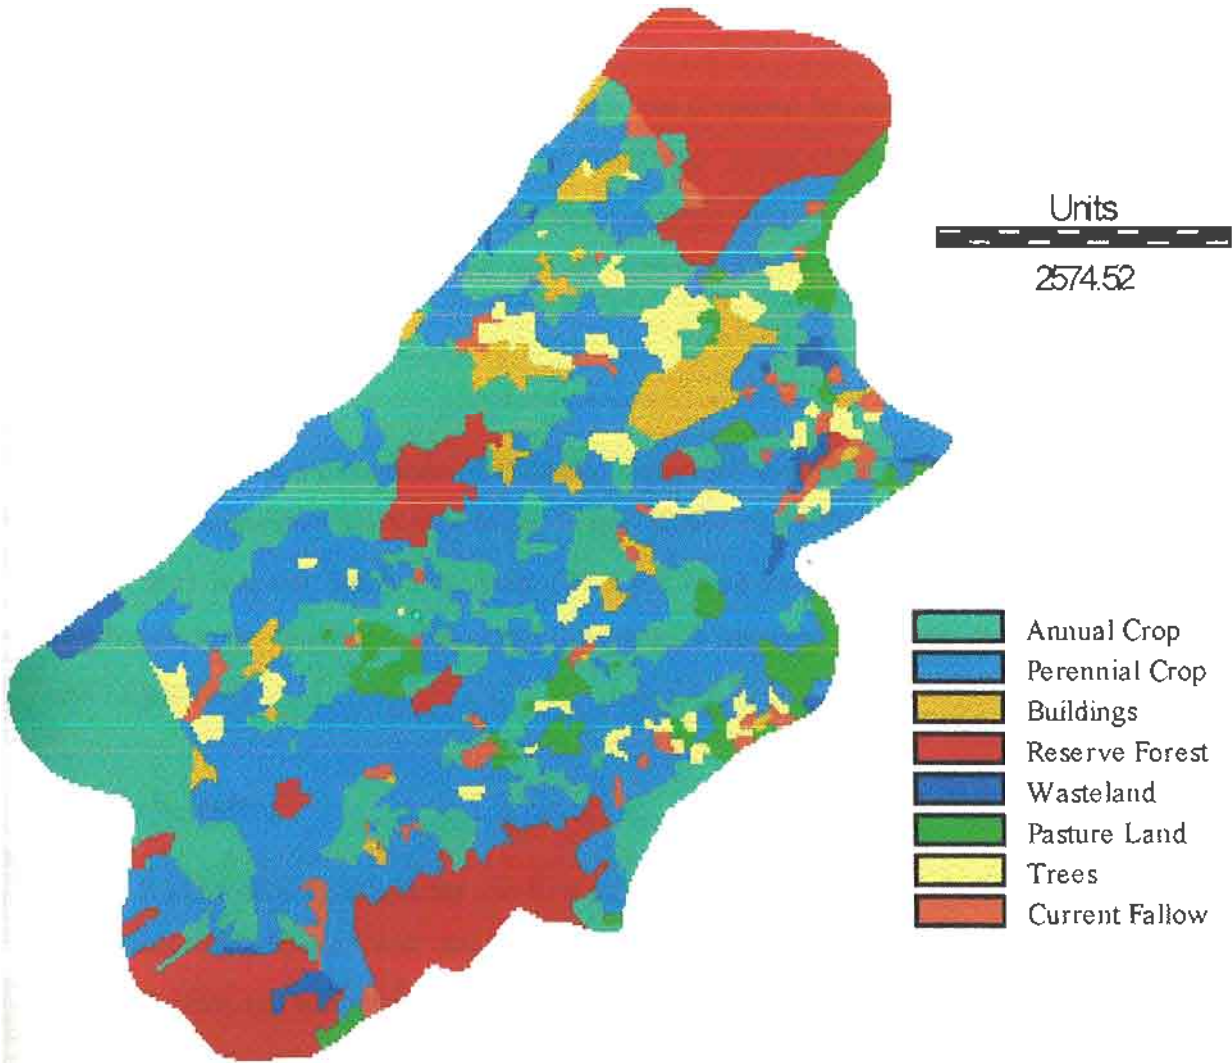 Units
2574.52
Annual Crop
Perennial Crop
Buildings
Reserve Forest
Wasteland
Pasture Land
Trees
Current Fallow